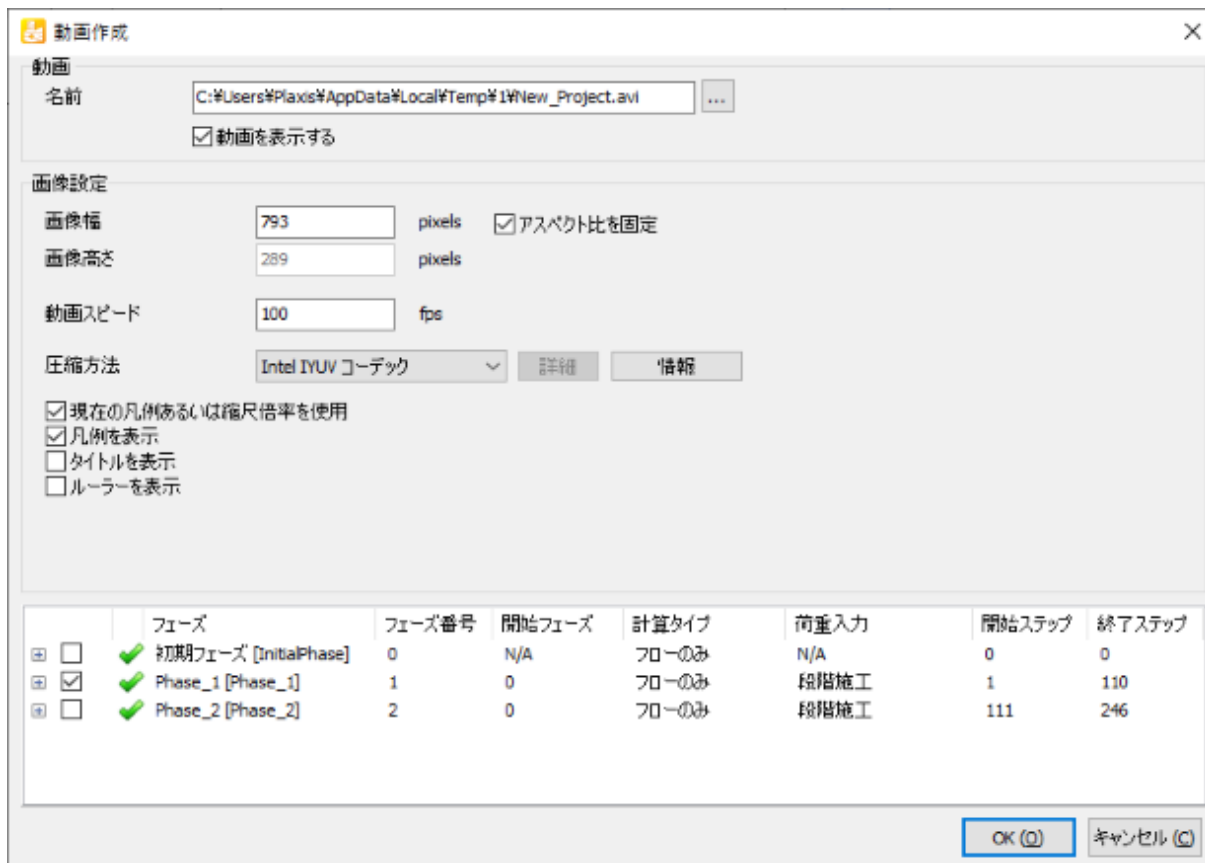 動画作成
動画
名前 C:¥Users¥Plaxis¥AppData¥Local¥Temp¥1¥New_Project.avi ...
動画を表示する
画像設定
画像幅 793 pixels アスペクト比を固定
画像高さ 289 pixels
動画スピード 100 fps
圧縮方法 Intel IYUV コーデック 詳細 情報
現在の凡例あるいは縮尺倍率を使用
凡例を表示
タイトルを表示
ルーラーを表示
フェーズ フェーズ番号 開始フェーズ 計算タイプ 荷重入力 開始ステップ 終了ステップ
初期フェーズ [InitialPhase] 0 N/A フローのみ N/A 0 0
Phase_1 [Phase_1] 1 0 フローのみ 段階施工 1 110
Phase_2 [Phase_2] 2 0 フローのみ 段階施工 111 246
OK (O) キャンセル (C)